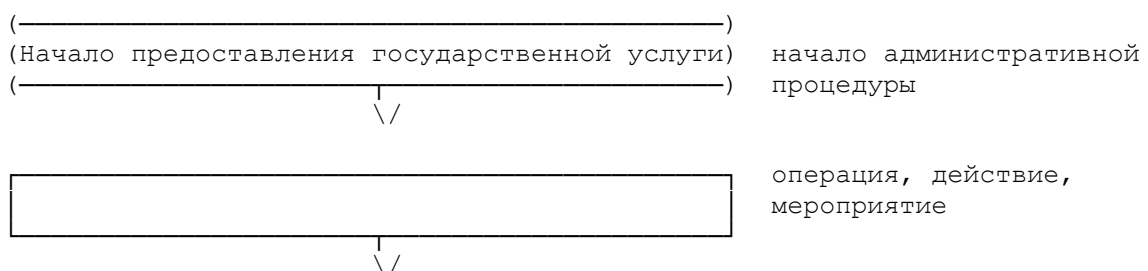 (Начало предоставления государственной услуги) начало административной
процедуры
операция, действие,
мероприятие